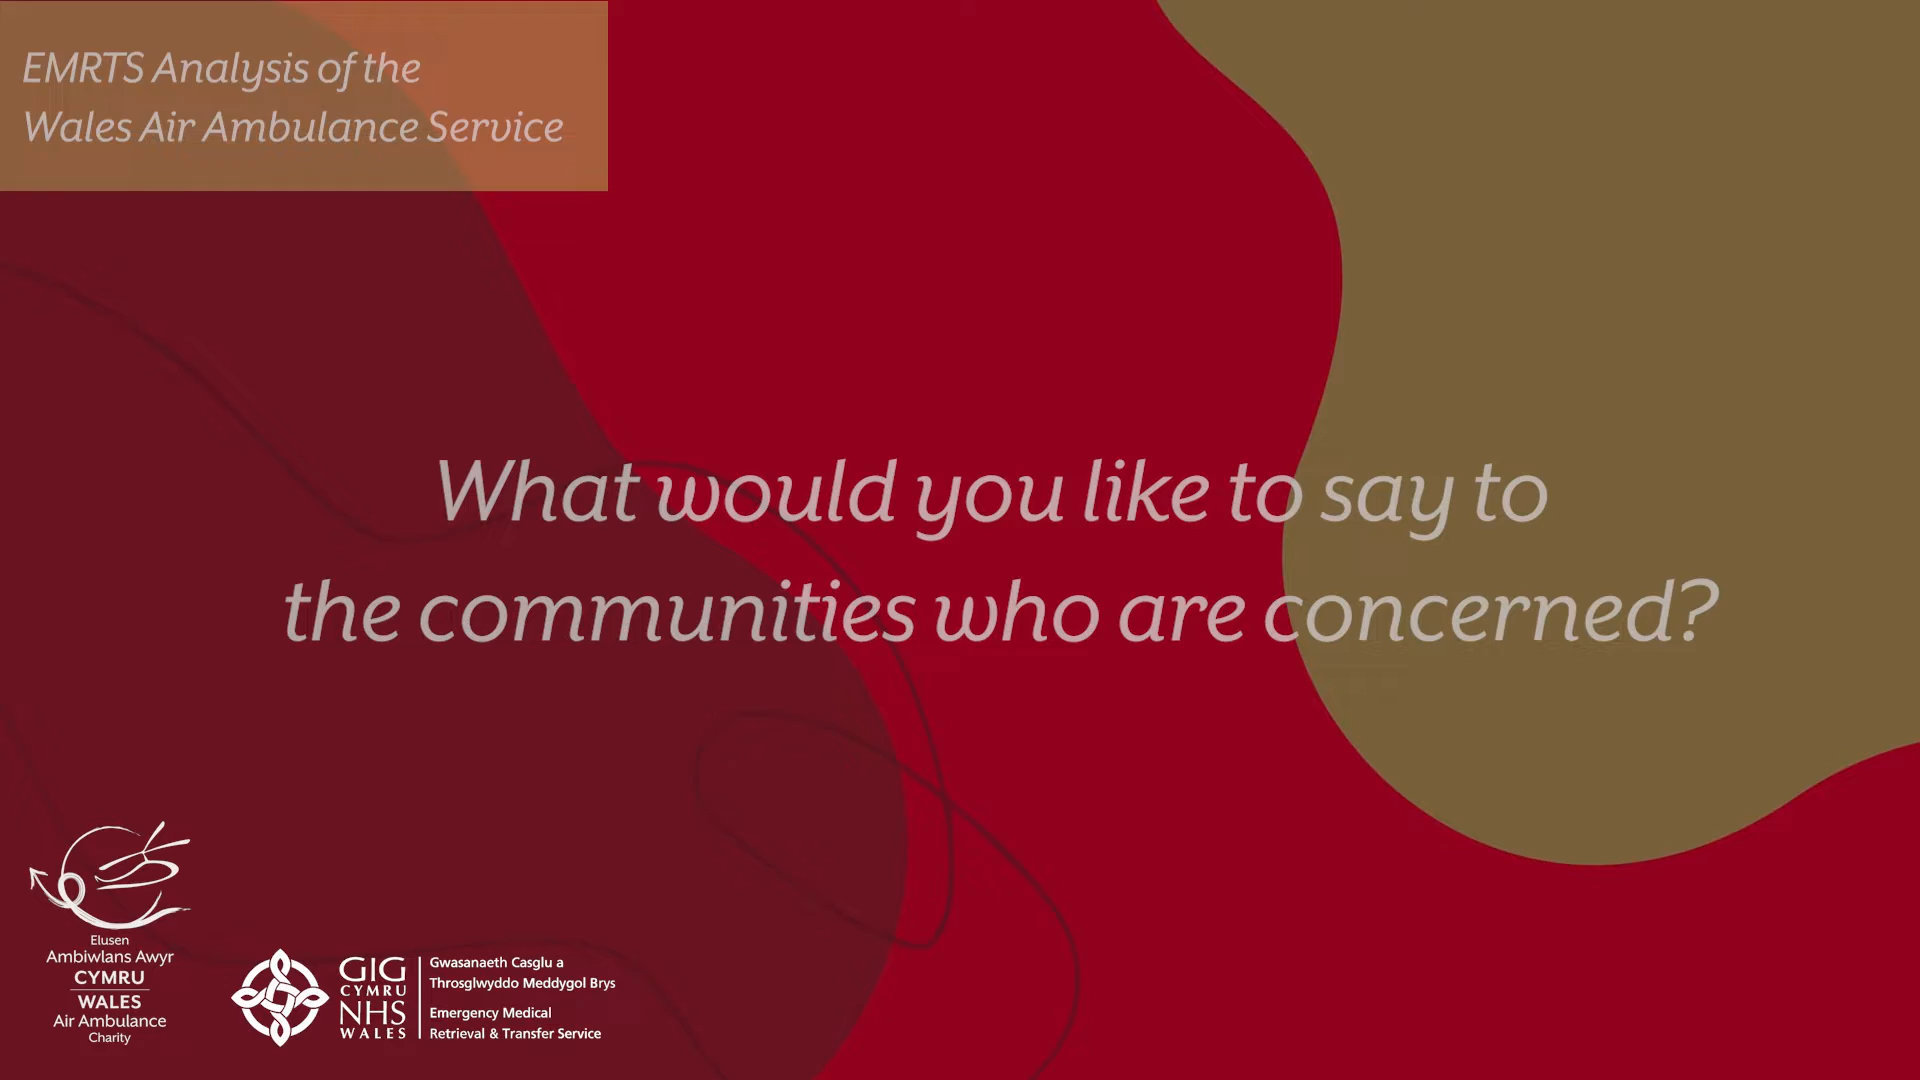 EMRTS Analysis of the
Wales Air Ambulance Service
What would you like to say to
the communities who are concerned?
Elusen
Ambiwlans Awyr
CYMRU
WALES
Air Ambulance
Charity
GIG
CYMRU
NHS
WALES
Gwasanaeth Casglu a
Throsglwyddo Meddygol Brys
Emergency Medical
Retrieval & Transfer Service